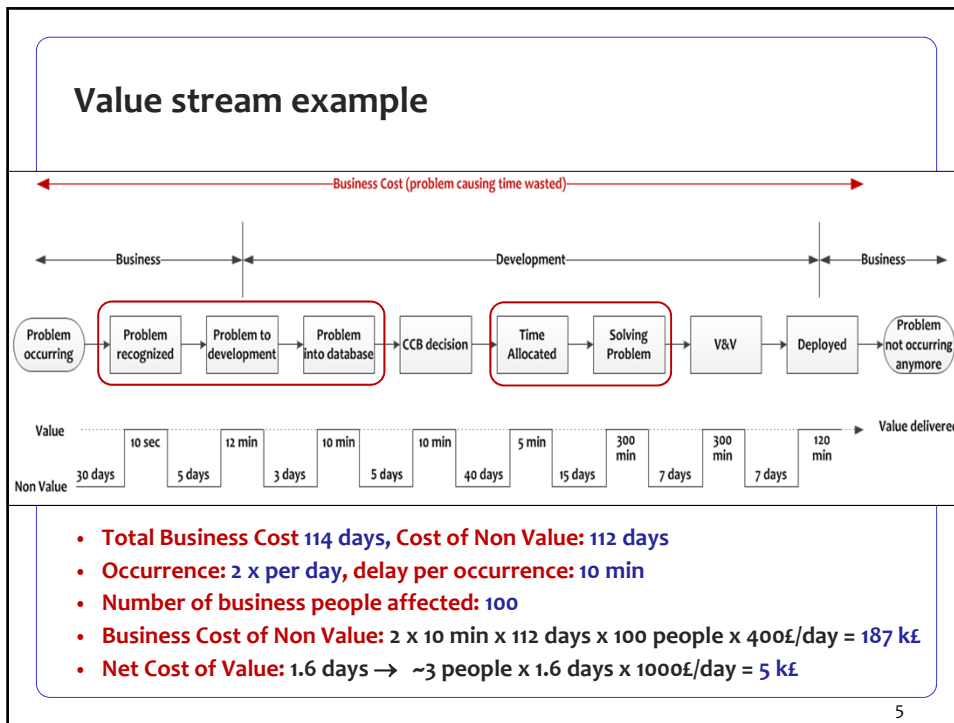 Value stream example
Business Cost (problem causing time wasted)
Business
Development
Business
Problem
occurring
Problem
recognized
Problem to
development
Problem
into database
CCB decision
Time
Allocated
Solving
Problem
V&V
Deployed
Problem
not occurring
anymore
Value
10 sec
12 min
10 min
10 min
5 min
300
min
300
min
120
min
Value delivered
Non Value
30 days
5 days
3 days
5 days
40 days
15 days
7 days
7 days
• Total Business Cost 114 days, Cost of Non Value: 112 days
• Occurrence: 2 x per day, delay per occurrence: 10 min
• Number of business people affected: 100
• Business Cost of Non Value: 2 x 10 min x 112 days x 100 people x 400£/day = 187 k£
• Net Cost of Value: 1.6 days → ~3 people x 1.6 days x 1000£/day = 5 k£
5